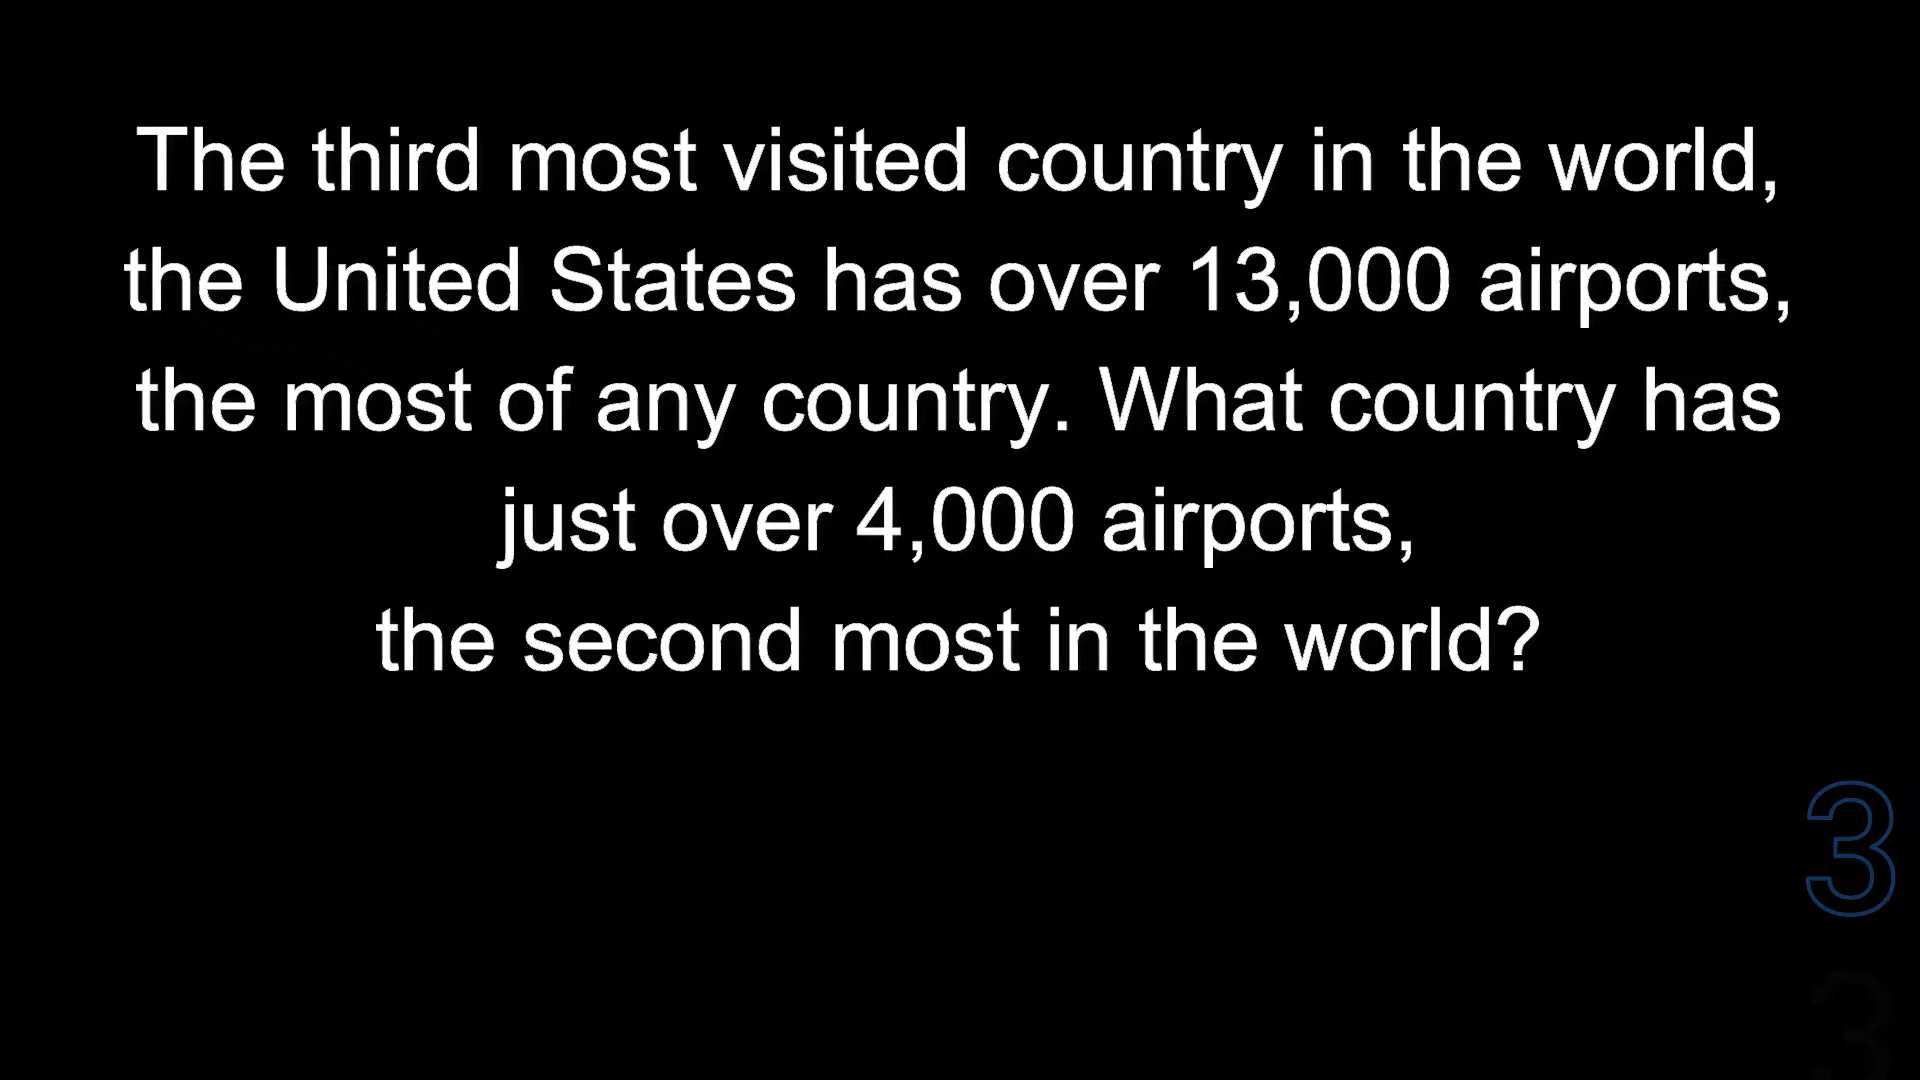 The third most visited country in the world,
the United States has over 13,000 airports,
the most of any country. What country has
just over 4,000 airports,
the second most in the world?
3
3